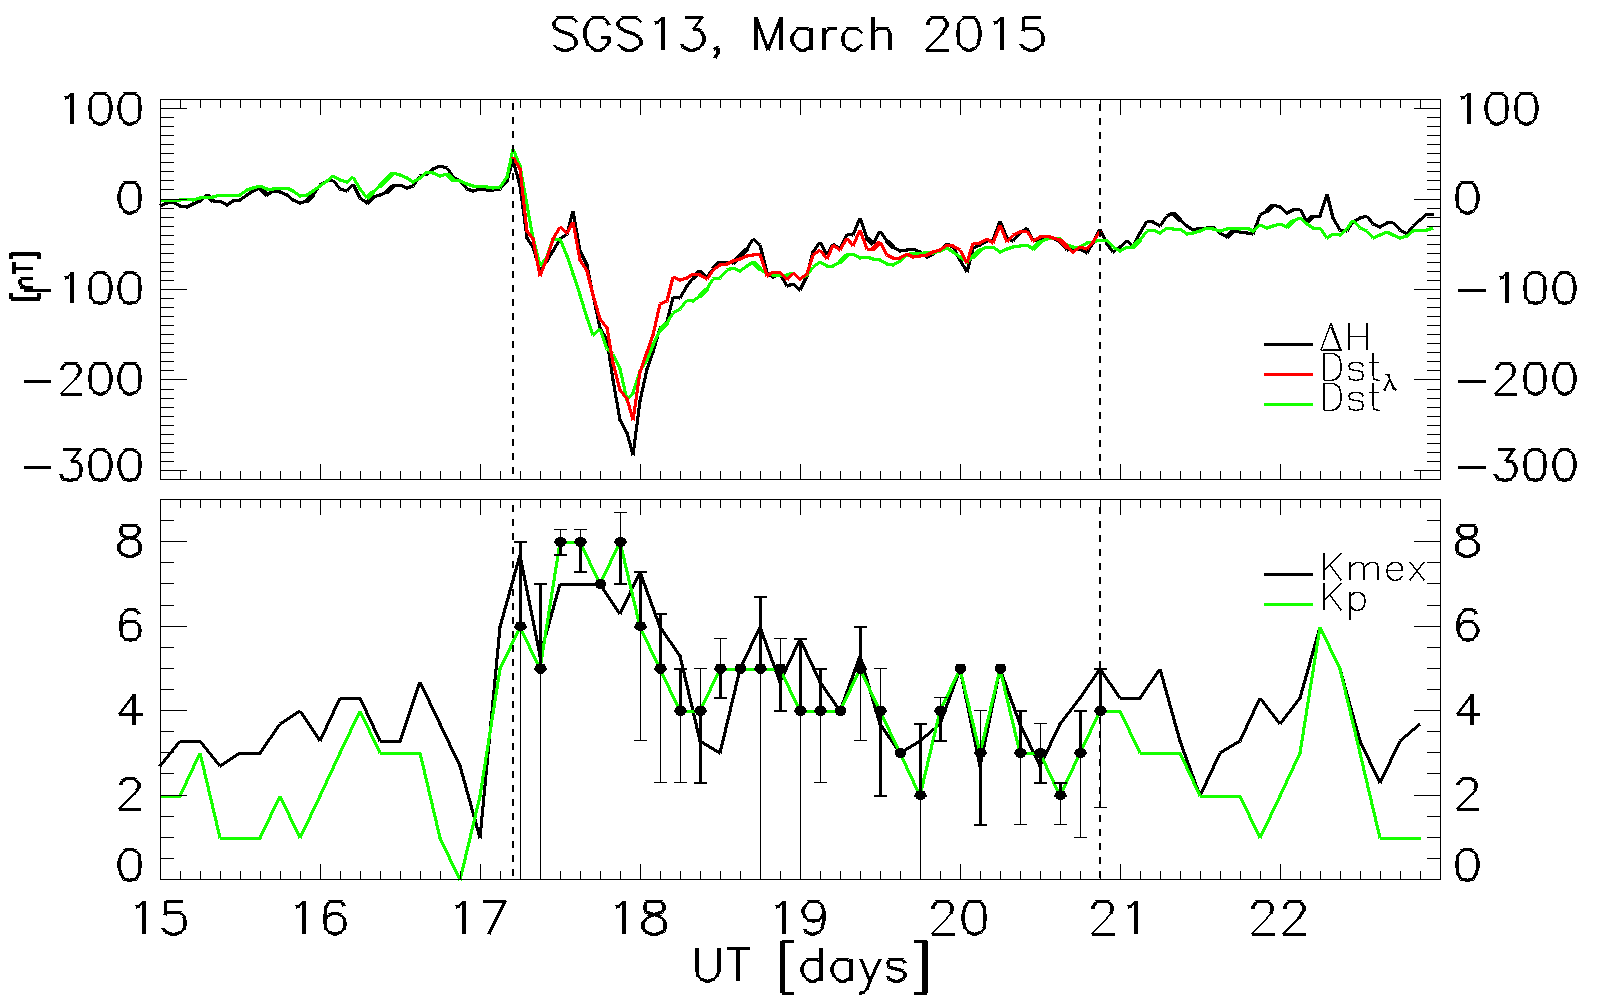 SGS13, March 2015
100 100
0 0
−100 −100
−200 −200
−300 −300
[nT]
ΔH
Dstλ
Dst
8 8
6 6
4 4
2 2
0 0
Kmex
Kp
15 16 17 18 19 20 21 22
UT [days]